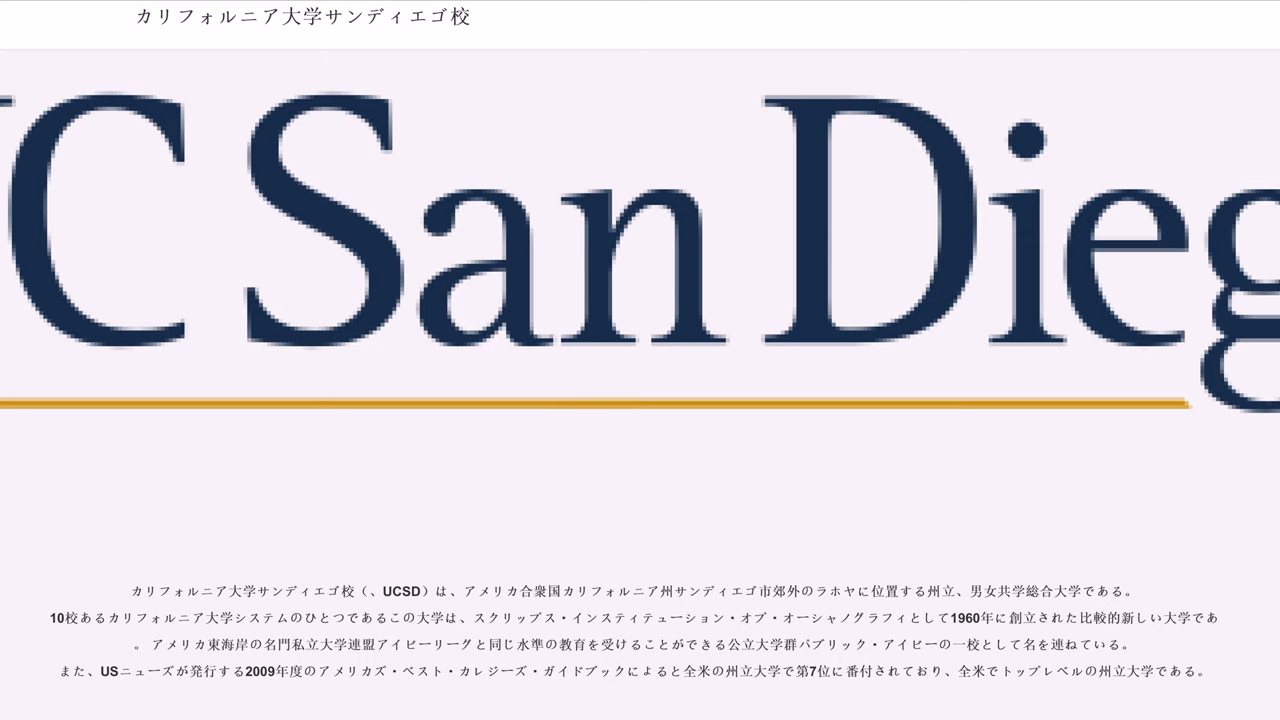 カリフォルニア大学サンディエゴ校
UC San Dieg
カリフォルニア大学サンディエゴ校（、UCSD）は、アメリカ合衆国カリフォルニア州サンディエゴ市郊外のラホヤに位置する州立、男女共学総合大学である。
10校あるカリフォルニア大学システムのひとつであるこの大学は、スクリップス・インスティテューション・オブ・オーシャノグラフィとして1960年に創立された比較的新しい大学であ
。 アメリカ東海岸の名門私立大学連盟アイビーリーグと同じ水準の教育を受けることができる公立大学群パブリック・アイビーの一校として名を連ねている。
また、USニューズが発行する2009年度のアメリカズ・ベスト・カレジーズ・ガイドブックによると全米の州立大学で第7位に番付されており、全米でトップレベルの州立大学である。